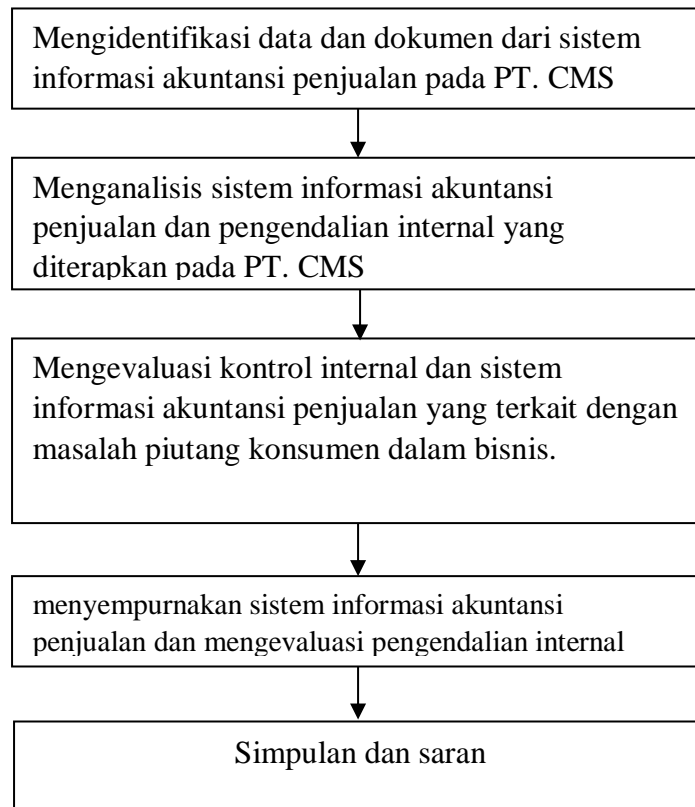 Mengidentifikasi data dan dokumen dari sistem
informasi akuntansi penjualan pada PT. CMS
Menganalisis sistem informasi akuntansi
penjualan dan pengendalian internal yang
diterapkan pada PT. CMS
Mengevaluasi kontrol internal dan sistem
informasi akuntansi penjualan yang terkait dengan
masalah piutang konsumen dalam bisnis.
menyempurnakan sistem informasi akuntansi
penjualan dan mengevaluasi pengendalian internal
Simpulan dan saran